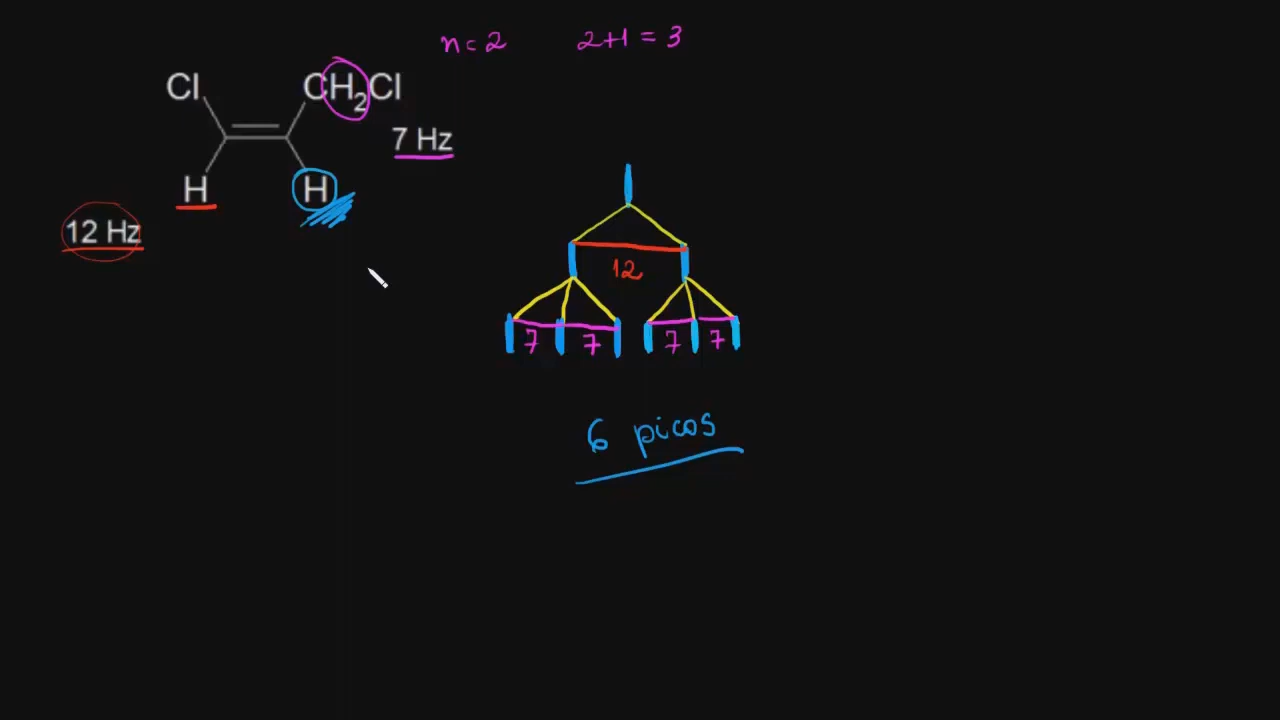 n=2 2+1=3
Cl CH₂Cl
7 Hz
H H
12 Hz
12
7 7 7 7
6 picos